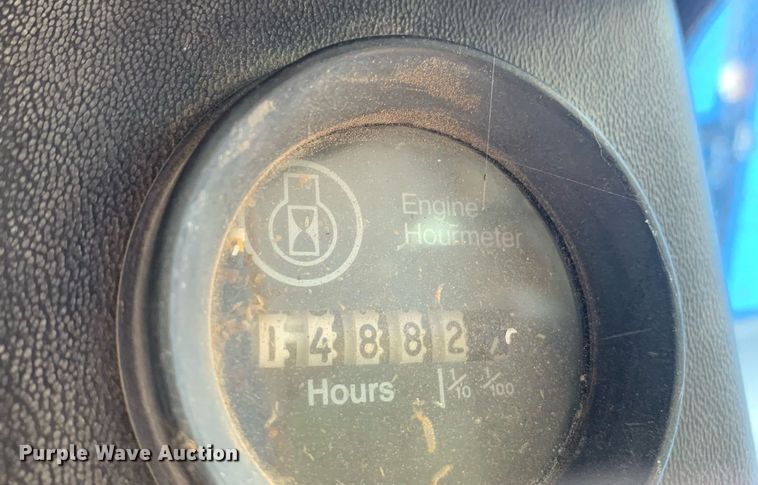 Engine
Hourmeter
14882
Hours 1/10 1/100
Purple Wave Auction